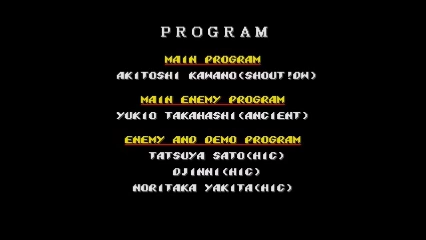 PROGRAM
MAIN PROGRAM
AKITOSHI KAWANO(SHOUT!DW)
MAIN ENEMY PROGRAM
YUKIO TAKAHASHI(ANCIENT)
ENEMY AND DEMO PROGRAM
TATSUYA SATO(HIC)
DJINNI(HIC)
NORITAKA YAKITA(HIC)